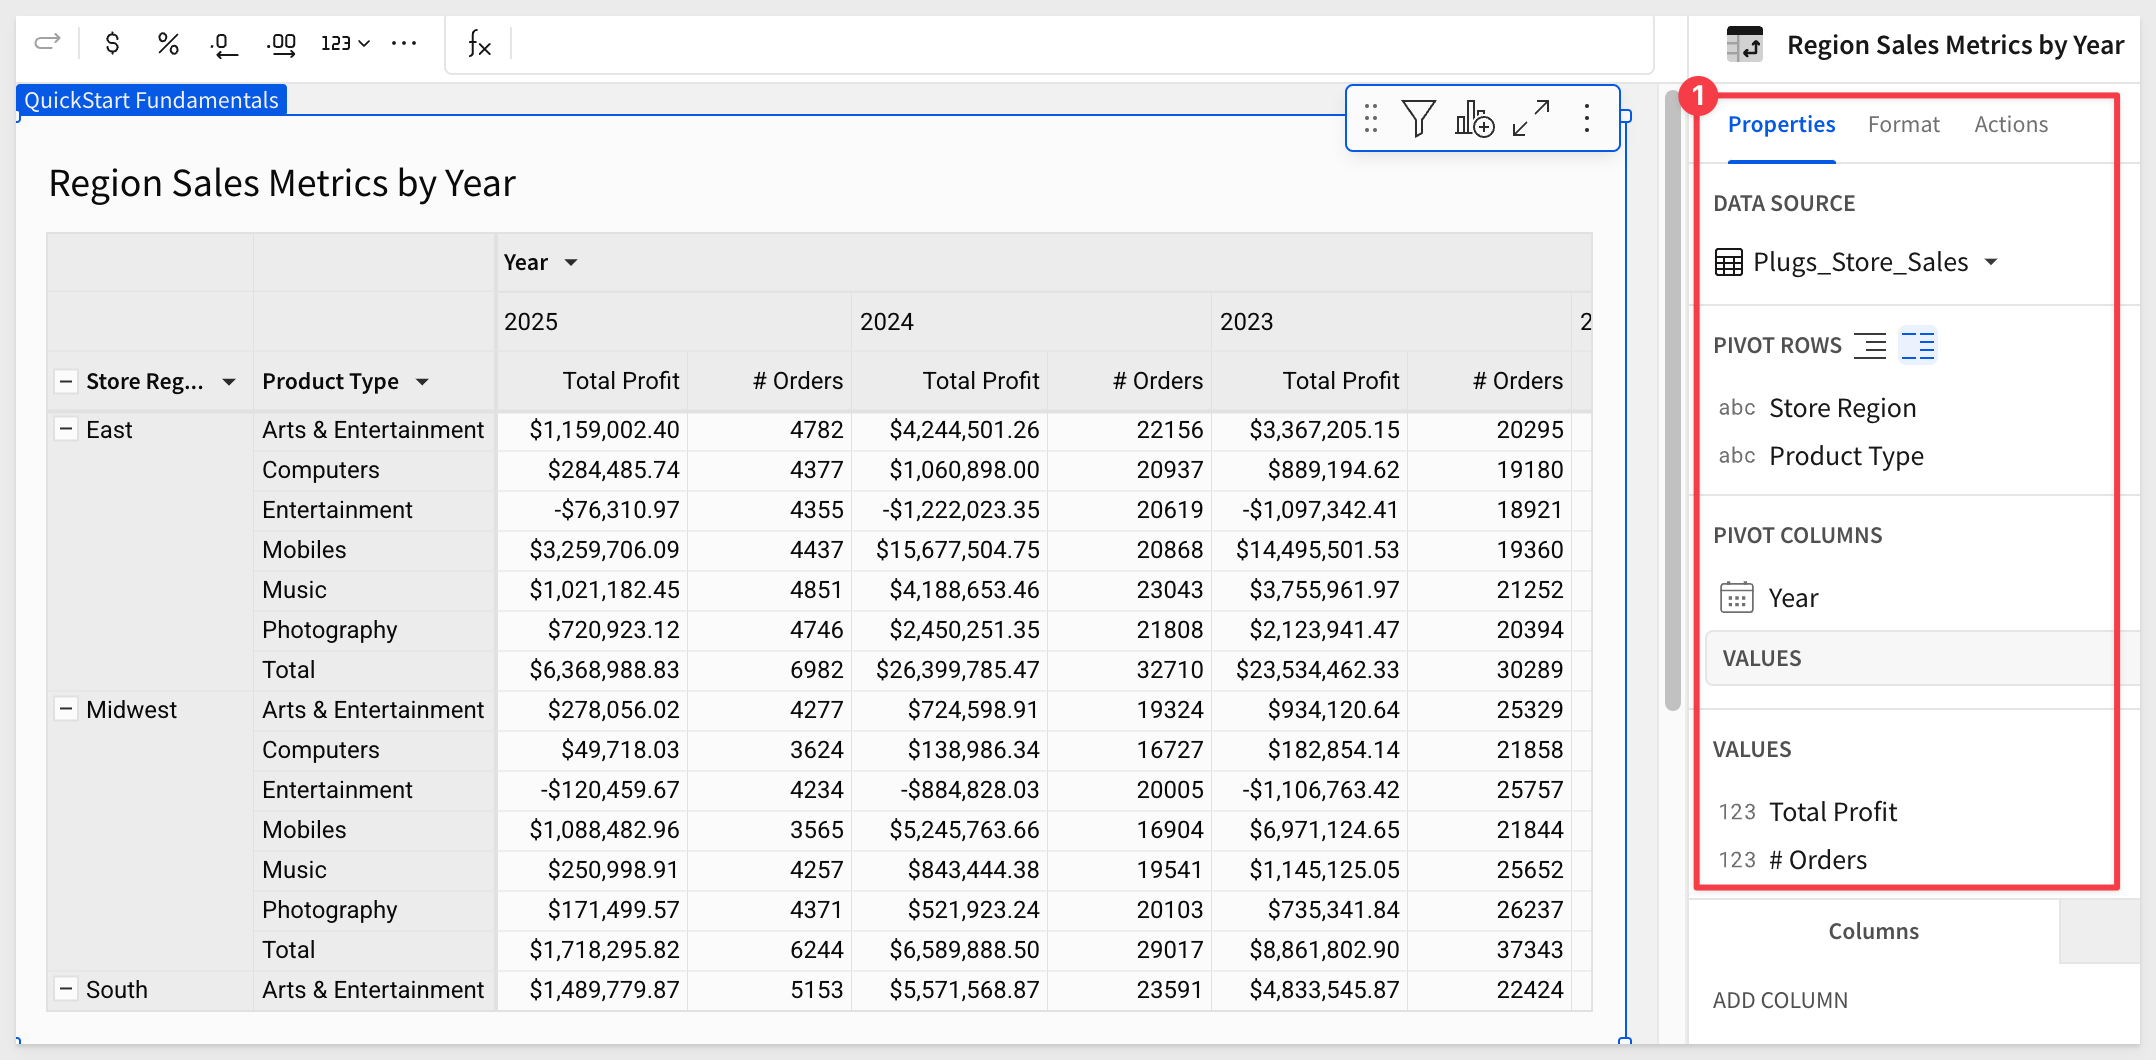 $ % .0 .00 123 ... fx
Region Sales Metrics by Year
QuickStart Fundamentals
1
Properties Format Actions
Region Sales Metrics by Year
DATA SOURCE
Plugs_Store_Sales
PIVOT ROWS
abc Store Region
abc Product Type
PIVOT COLUMNS
Year
VALUES
VALUES
123 Total Profit
123 # Orders
Columns
ADD COLUMN
Year
2025 2024 2023 2
Store Reg... Product Type Total Profit # Orders Total Profit # Orders Total Profit # Orders
East Arts & Entertainment $1,159,002.40 4782 $4,244,501.26 22156 $3,367,205.15 20295
Computers $284,485.74 4377 $1,060,898.00 20937 $889,194.62 19180
Entertainment -$76,310.97 4355 -$1,222,023.35 20619 -$1,097,342.41 18921
Mobiles $3,259,706.09 4437 $15,677,504.75 20868 $14,495,501.53 19360
Music $1,021,182.45 4851 $4,188,653.46 23043 $3,755,961.97 21252
Photography $720,923.12 4746 $2,450,251.35 21808 $2,123,941.47 20394
Total $6,368,988.83 6982 $26,399,785.47 32710 $23,534,462.33 30289
Midwest Arts & Entertainment $278,056.02 4277 $724,598.91 19324 $934,120.64 25329
Computers $49,718.03 3624 $138,986.34 16727 $182,854.14 21858
Entertainment -$120,459.67 4234 -$884,828.03 20005 -$1,106,763.42 25757
Mobiles $1,088,482.96 3565 $5,245,763.66 16904 $6,971,124.65 21844
Music $250,998.91 4257 $843,444.38 19541 $1,145,125.05 25652
Photography $171,499.57 4371 $521,923.24 20103 $735,341.84 26237
Total $1,718,295.82 6244 $6,589,888.50 29017 $8,861,802.90 37343
South Arts & Entertainment $1,489,779.87 5153 $5,571,568.87 23591 $4,833,545.87 22424